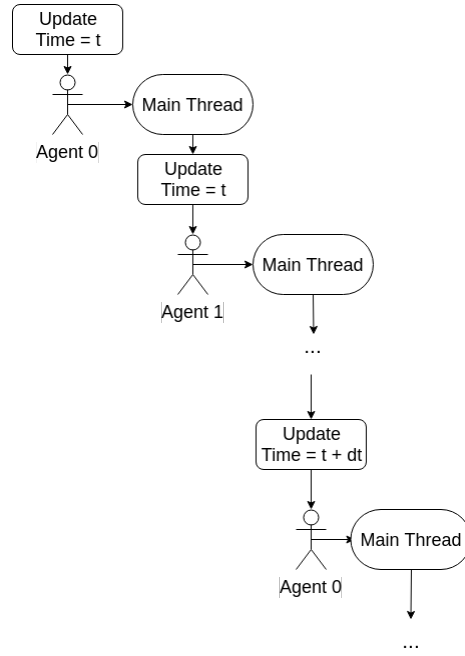 Update
Time = t
Main Thread
Agent 0
Update
Time = t
Main Thread
Agent 1
...
Update
Time = t + dt
Main Thread
Agent 0
...